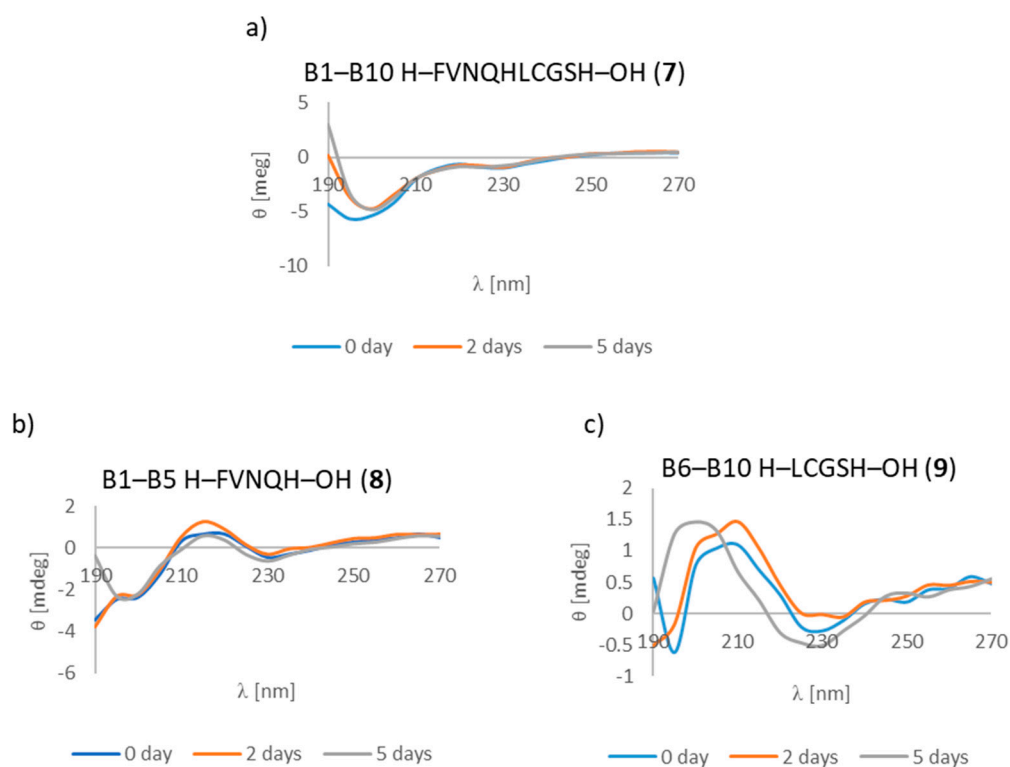 a)
B1–B10 H–FVNQHLCGSH–OH (7)
5
0
-5
-10
190
210
230
250
270
θ [meg]
λ [nm]
0 day
2 days
5 days
b)
B1–B5 H–FVNQH–OH (8)
2
0
-2
-4
-6
190
210
230
250
270
θ [mdeg]
λ [nm]
0 day
2 days
5 days
c)
B6–B10 H–LCGSH–OH (9)
2
1.5
1
0.5
0
-0.5
-1
190
210
230
250
270
θ [mdeg]
λ [nm]
0 day
2 days
5 days